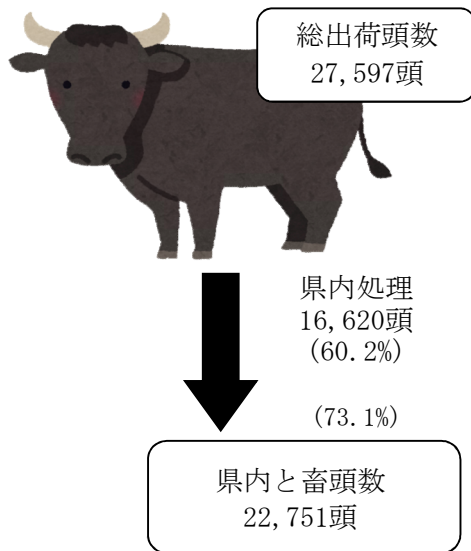 総出荷頭数
27,597頭
県内処理
16,620頭
(60.2%)
(73.1%)
県内と畜頭数
22,751頭